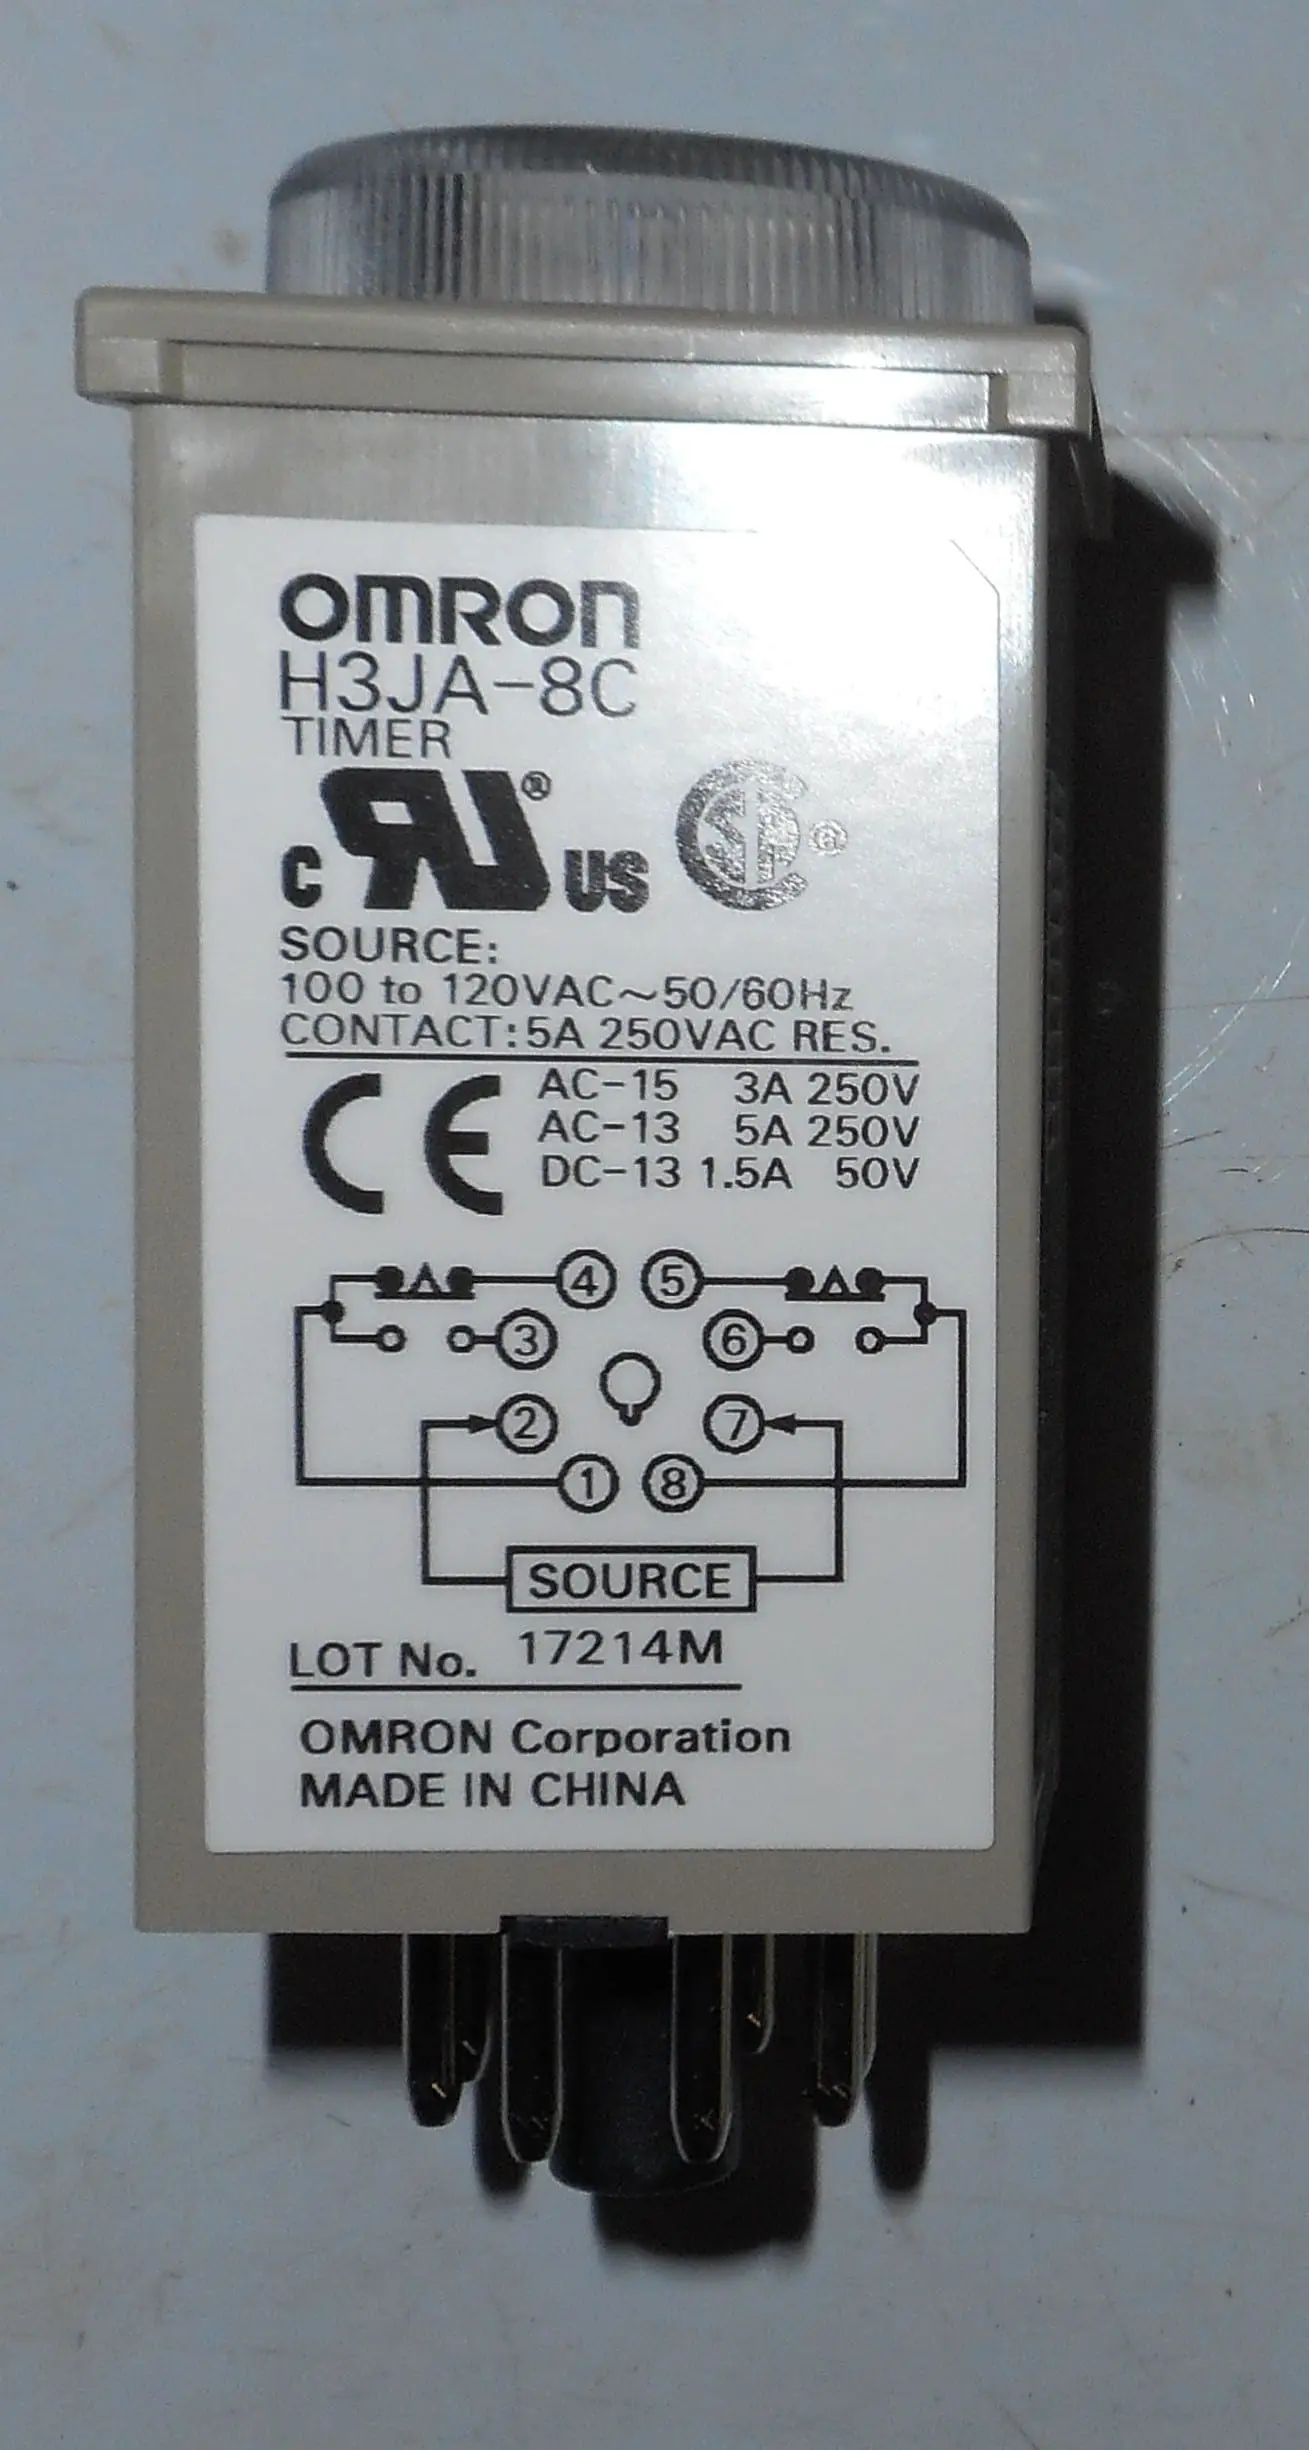 OMRON
H3JA-8C
TIMER
c RU® US CSA ®
SOURCE:
100 to 120VAC~50/60Hz
CONTACT:5A 250VAC RES.
CE AC-15 3A 250V
AC-13 5A 250V
DC-13 1.5A 50V
4 5
3 6
2 7
1 8
SOURCE
LOT No. 17214M
OMRON Corporation
MADE IN CHINA